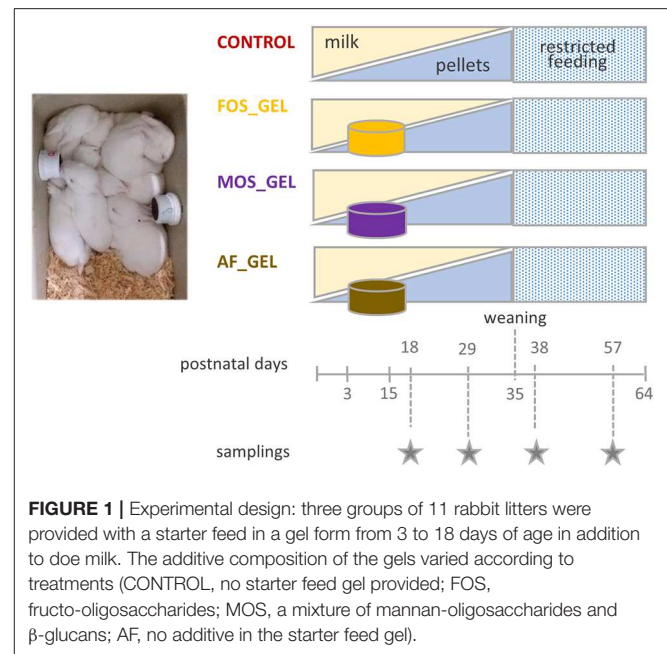 CONTROL
milk
pellets
restricted
feeding
FOS_GEL
MOS_GEL
AF_GEL
weaning
postnatal days
18 29 38 57
3 15 35 64
samplings
FIGURE 1 | Experimental design: three groups of 11 rabbit litters were
provided with a starter feed in a gel form from 3 to 18 days of age in addition
to doe milk. The additive composition of the gels varied according to
treatments (CONTROL, no starter feed gel provided; FOS,
fructo-oligosaccharides; MOS, a mixture of mannan-oligosaccharides and
β-glucans; AF, no additive in the starter feed gel).